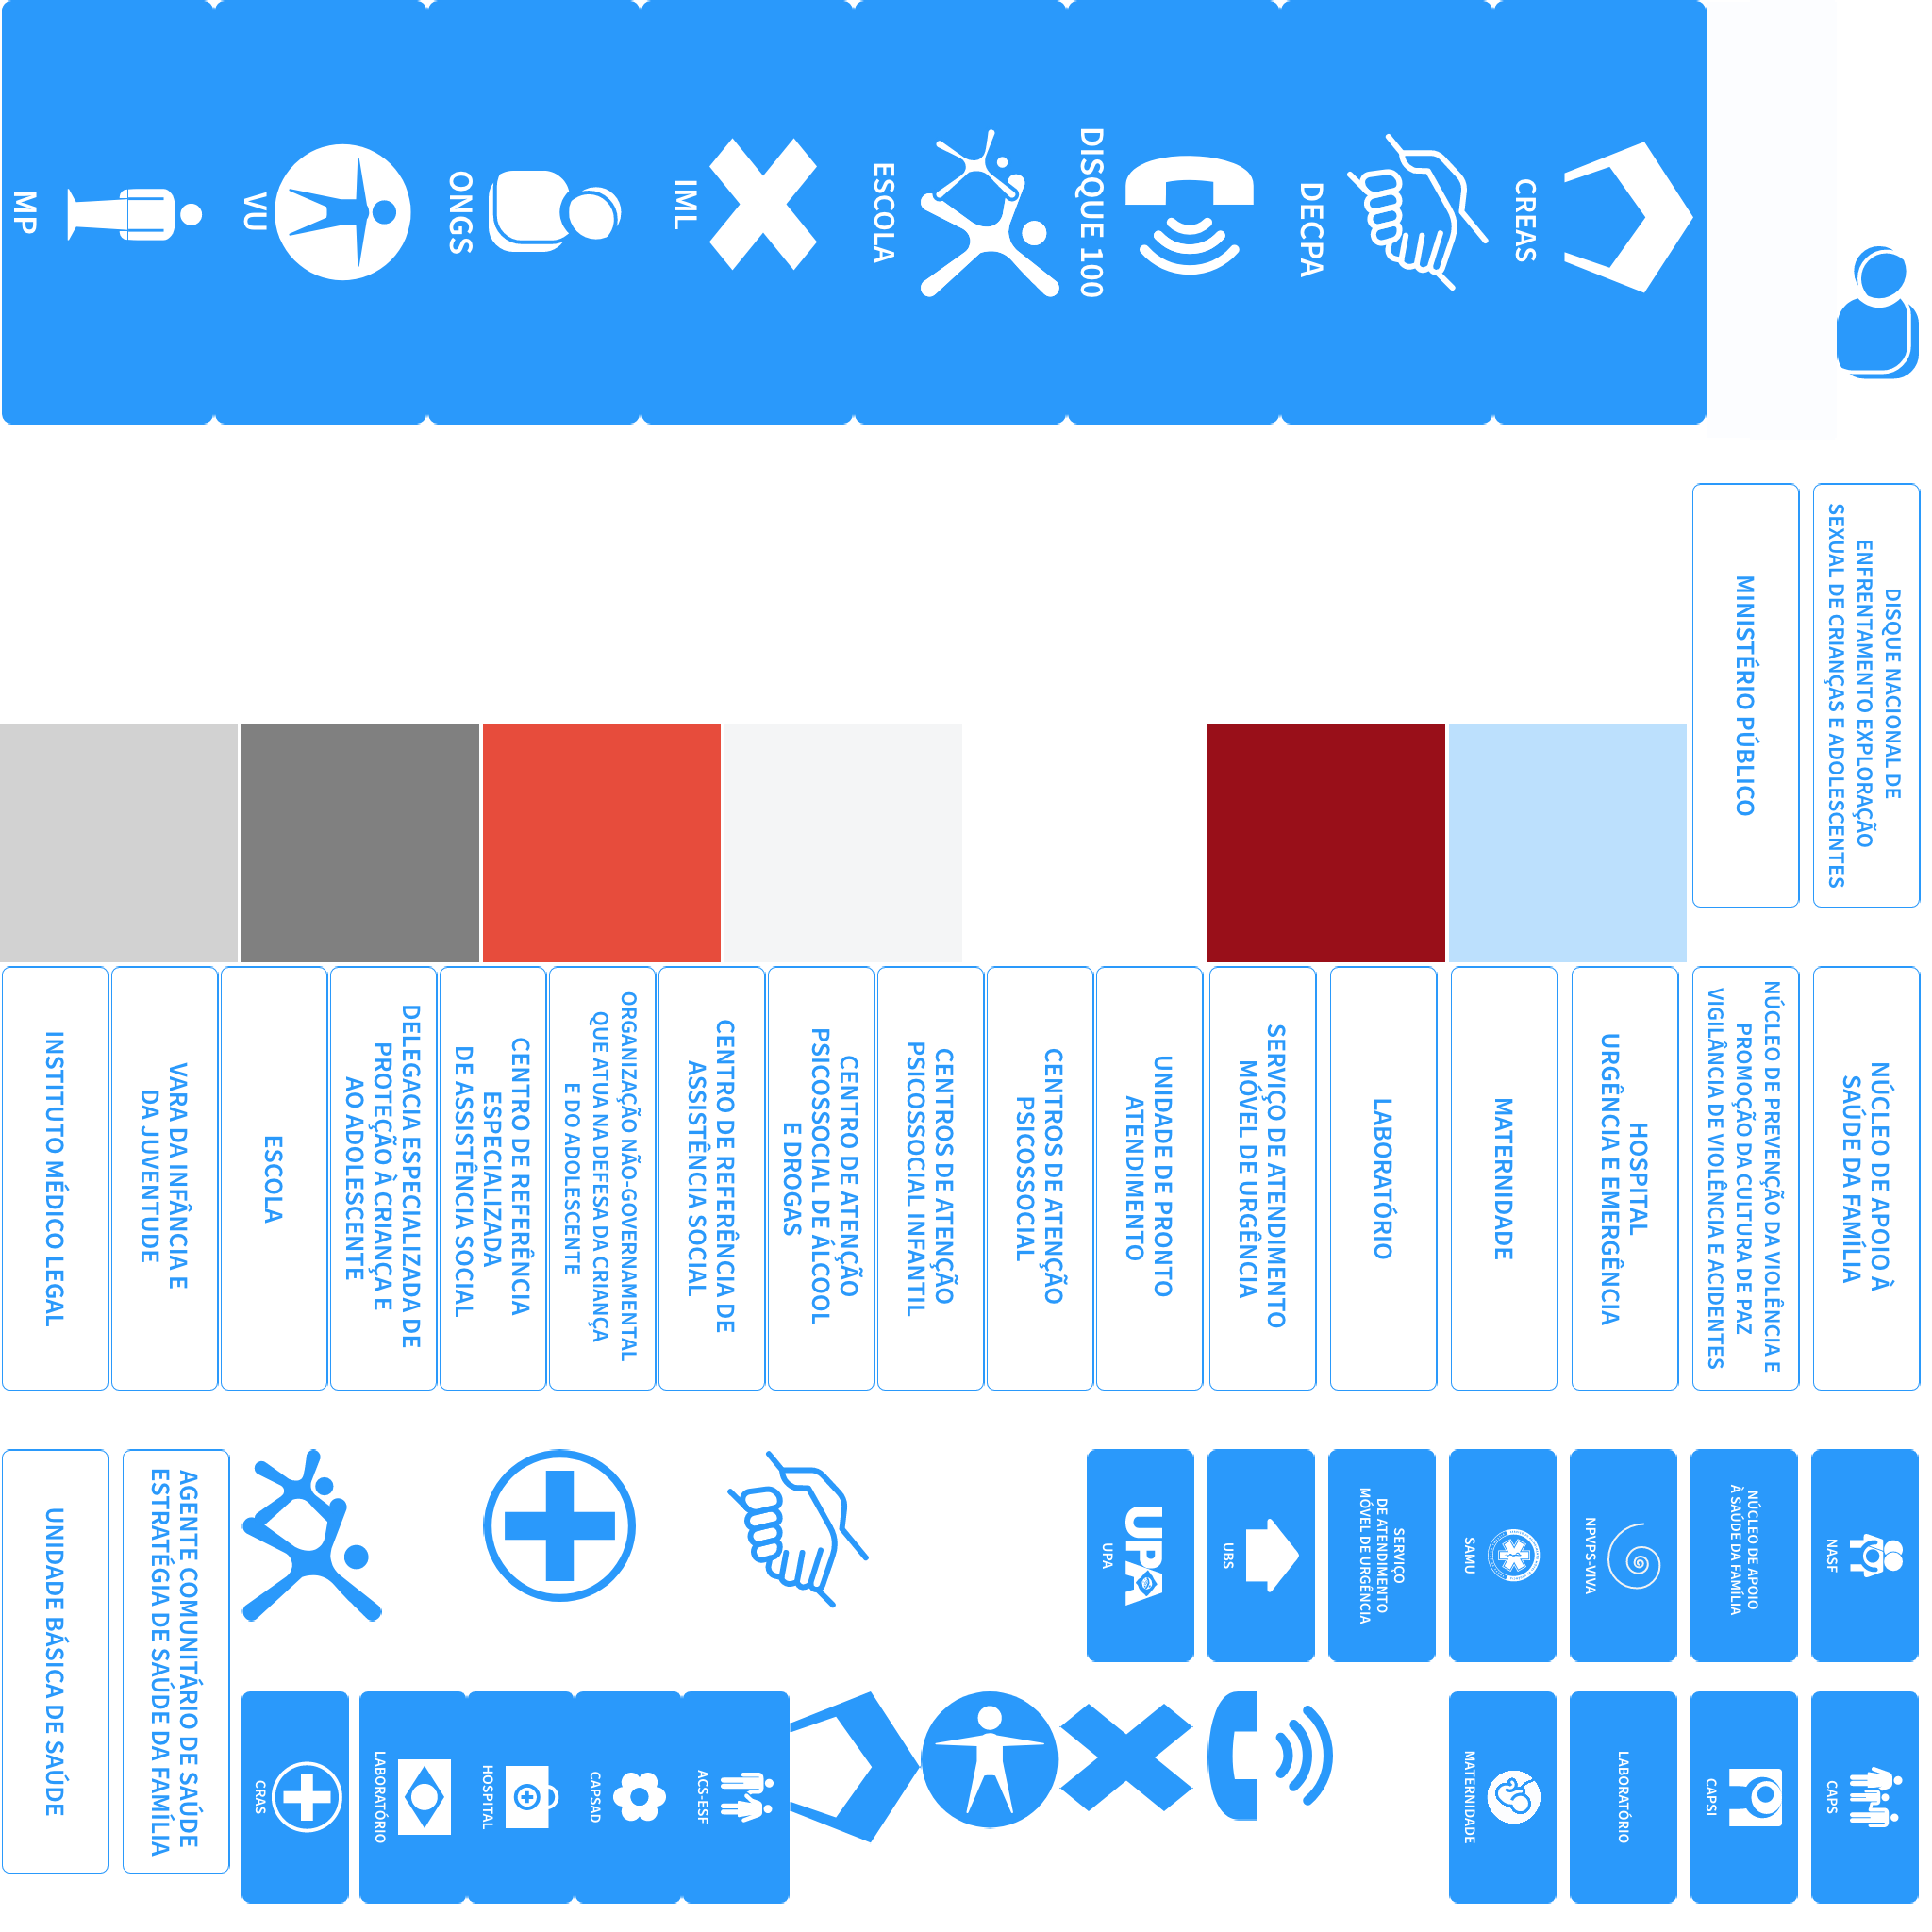 MP
VU
ONGS
IML
ESCOLA
DISQUE 100
DECPA
CREAS
MINISTÉRIO PÚBLICO
DISQUE NACIONAL DE
ENFRENTAMENTO EXPLORAÇÃO
SEXUAL DE CRIANÇAS E ADOLESCENTES
INSTITUTO MÉDICO LEGAL
VARA DA INFÂNCIA E
DA JUVENTUDE
ESCOLA
DELEGACIA ESPECIALIZADA DE
PROTEÇÃO À CRIANÇA E
AO ADOLESCENTE
CENTRO DE REFERÊNCIA
ESPECIALIZADA
DE ASSISTÊNCIA SOCIAL
ORGANIZAÇÃO NÃO-GOVERNAMENTAL
QUE ATUA NA DEFESA DA CRIANÇA
E DO ADOLESCENTE
CENTRO DE REFERÊNCIA DE
ASSISTÊNCIA SOCIAL
CENTRO DE ATENÇÃO
PSICOSSOCIAL DE ÁLCOOL
E DROGAS
CENTROS DE ATENÇÃO
PSICOSSOCIAL INFANTIL
CENTROS DE ATENÇÃO
PSICOSSOCIAL
UNIDADE DE PRONTO
ATENDIMENTO
SERVIÇO DE ATENDIMENTO
MÓVEL DE URGÊNCIA
LABORATÓRIO
MATERNIDADE
HOSPITAL
URGÊNCIA E EMERGÊNCIA
NÚCLEO DE PREVENÇÃO DA VIOLÊNCIA E
PROMOÇÃO DA CULTURA DE PAZ
VIGILÂNCIA DE VIOLÊNCIA E ACIDENTES
NÚCLEO DE APOIO À
SAÚDE DA FAMÍLIA
UNIDADE BÁSICA DE SAÚDE
AGENTE COMUNITÁRIO DE SAÚDE
ESTRATÉGIA DE SAÚDE DA FAMÍLIA
UPA
UPA
UBS
SERVIÇO
DE ATENDIMENTO
MÓVEL DE URGÊNCIA
SAMU
NPVPS-VIVA
NÚCLEO DE APOIO
À SAÚDE DA FAMÍLIA
NASF
CRAS
LABORATÓRIO
HOSPITAL
CAPSAD
ACS-ESF
MATERNIDADE
LABORATÓRIO
CAPSI
CAPS